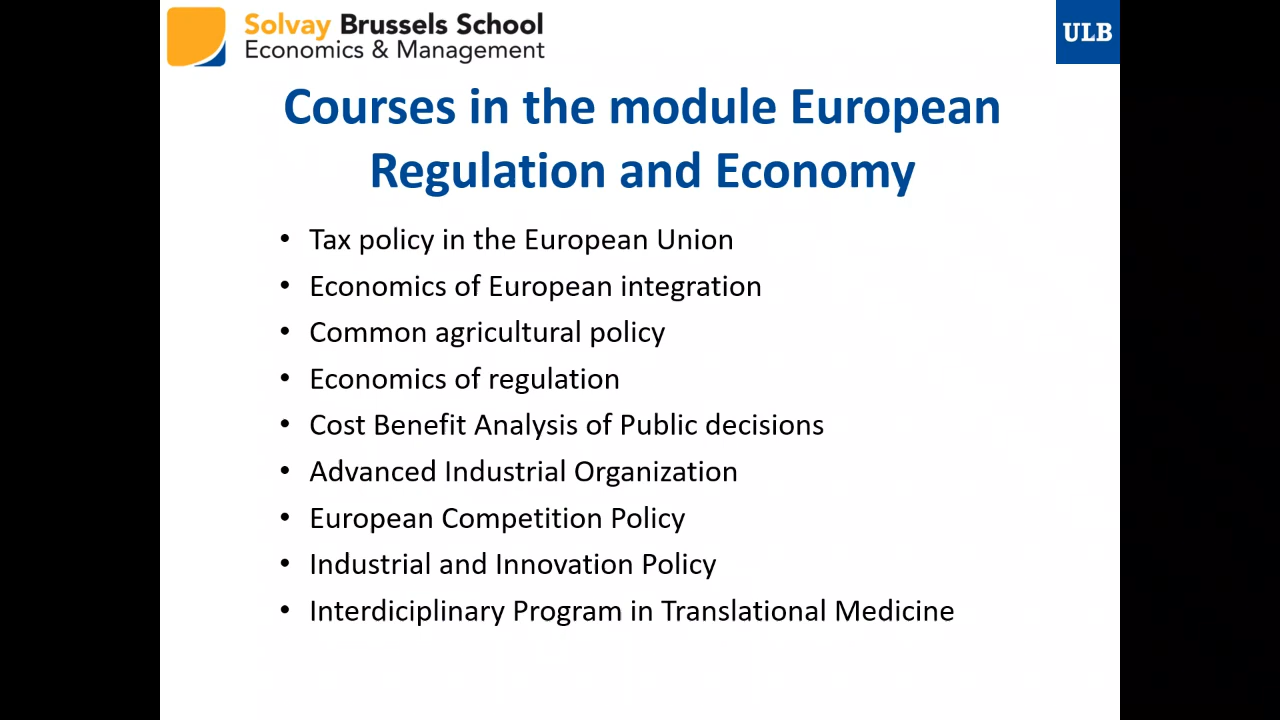 Solvay Brussels School
Economics & Management
ULB
Courses in the module European
Regulation and Economy
• Tax policy in the European Union
• Economics of European integration
• Common agricultural policy
• Economics of regulation
• Cost Benefit Analysis of Public decisions
• Advanced Industrial Organization
• European Competition Policy
• Industrial and Innovation Policy
• Interdiciplinary Program in Translational Medicine